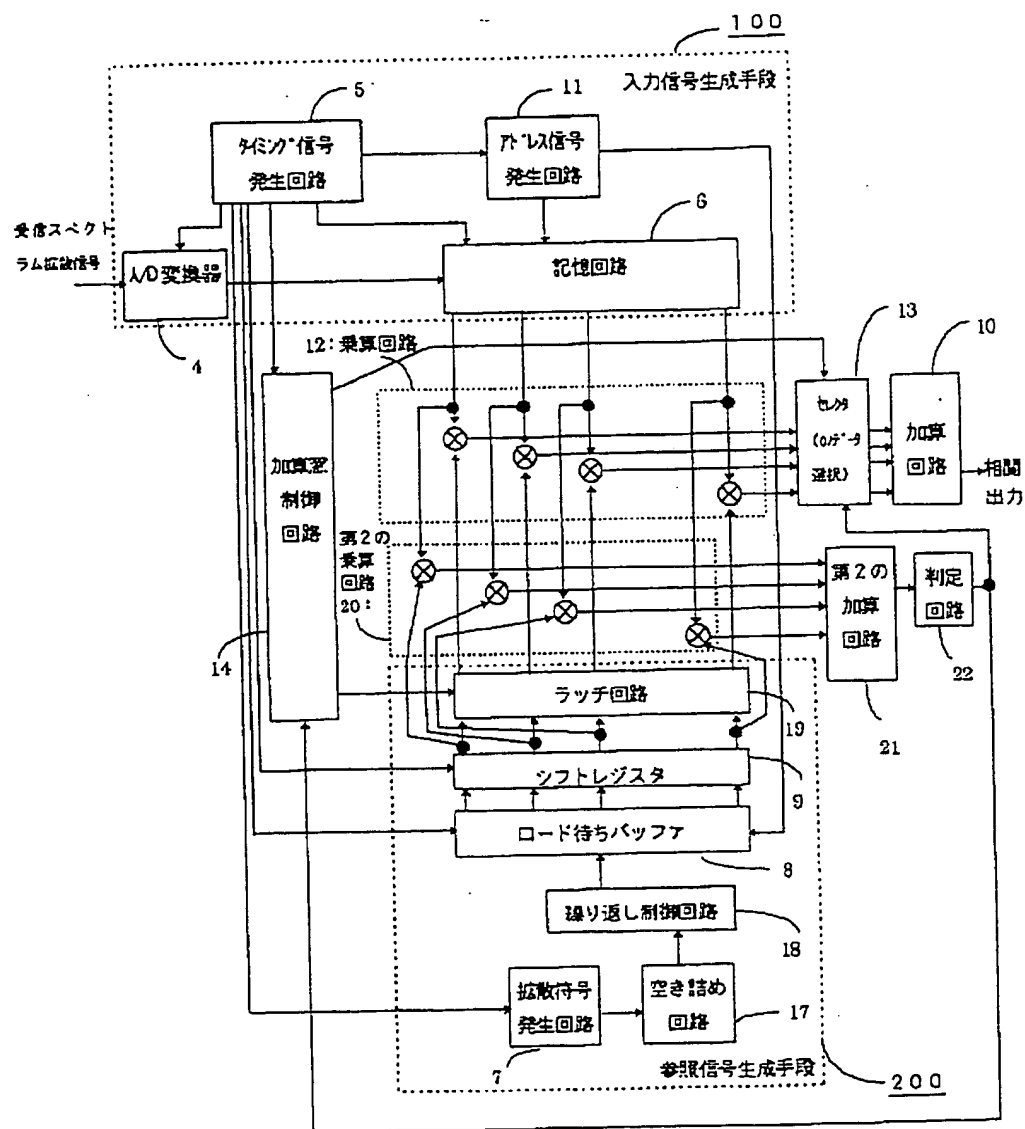 100
入力信号生成手段
5
タイミング信号
発生回路
11
アドレス信号
発生回路
6
記憶回路
受信スペクト
ラム拡散信号
A/D変換器
4
12:乗算回路
13
セレクタ
(0データ
選択)
10
加算
回路
相関
出力
加算窓
制御
回路
14
第2の
乗算
回路
20:
第2の
加算
回路
21
判定
回路
22
ラッチ回路
19
シフトレジスタ
9
ロード待ちバッファ
8
繰り返し制御回路
18
拡散符号
発生回路
7
空き詰め
回路
17
参照信号生成手段
200